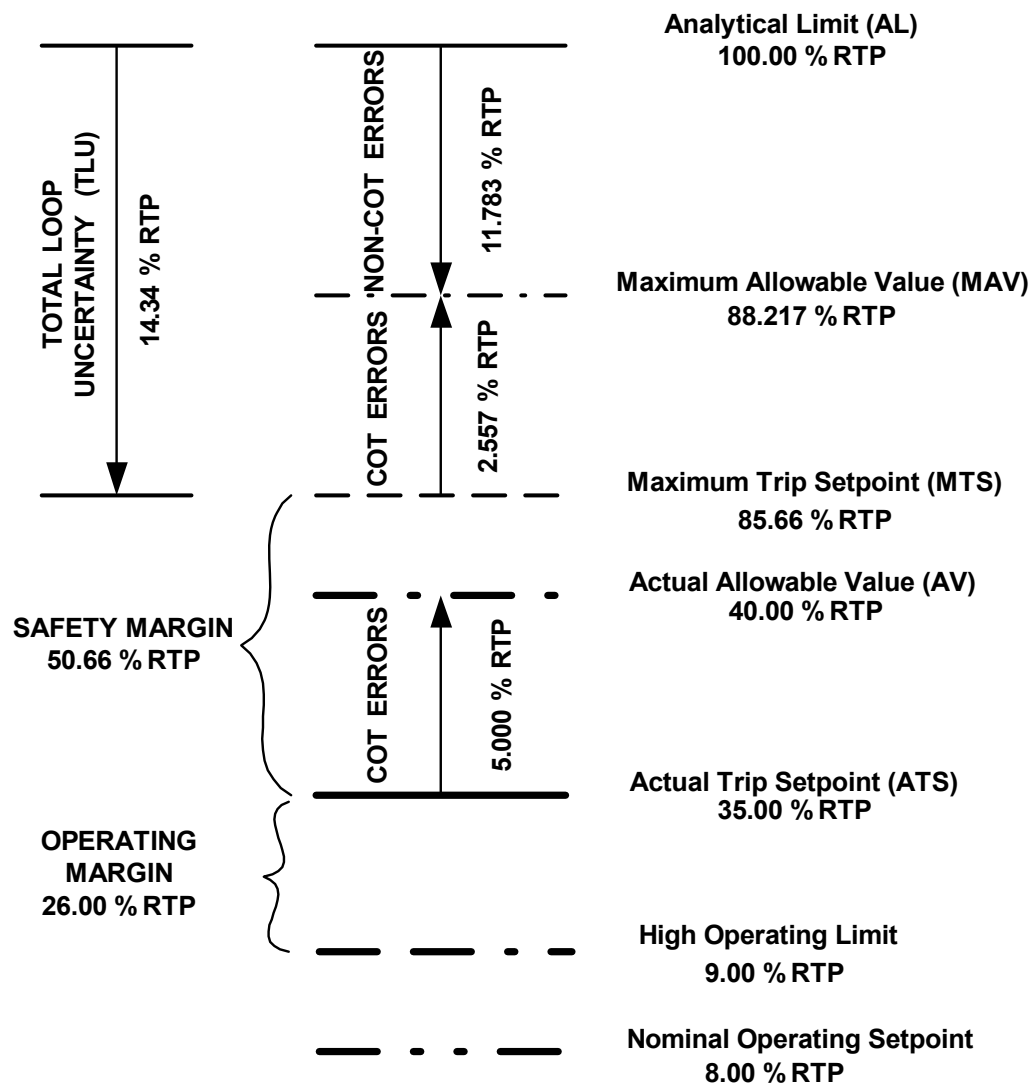 Analytical Limit (AL)
100.00 % RTP
TOTAL LOOP
UNCERTAINTY (TLU)
14.34 % RTP
NON-COT ERRORS
11.783 % RTP
Maximum Allowable Value (MAV)
88.217 % RTP
COT ERRORS
2.557 % RTP
Maximum Trip Setpoint (MTS)
85.66 % RTP
Actual Allowable Value (AV)
40.00 % RTP
SAFETY MARGIN
50.66 % RTP
COT ERRORS
5.000 % RTP
Actual Trip Setpoint (ATS)
35.00 % RTP
OPERATING
MARGIN
26.00 % RTP
High Operating Limit
9.00 % RTP
Nominal Operating Setpoint
8.00 % RTP